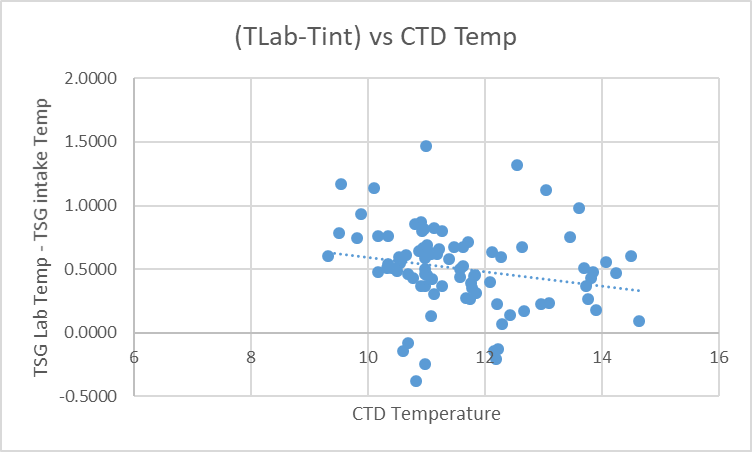 (TLab-Tint) vs CTD Temp
TSG Lab Temp - TSG intake Temp
2.0000
1.5000
1.0000
0.5000
0.0000
-0.5000
6 8 10 12 14 16
CTD Temperature